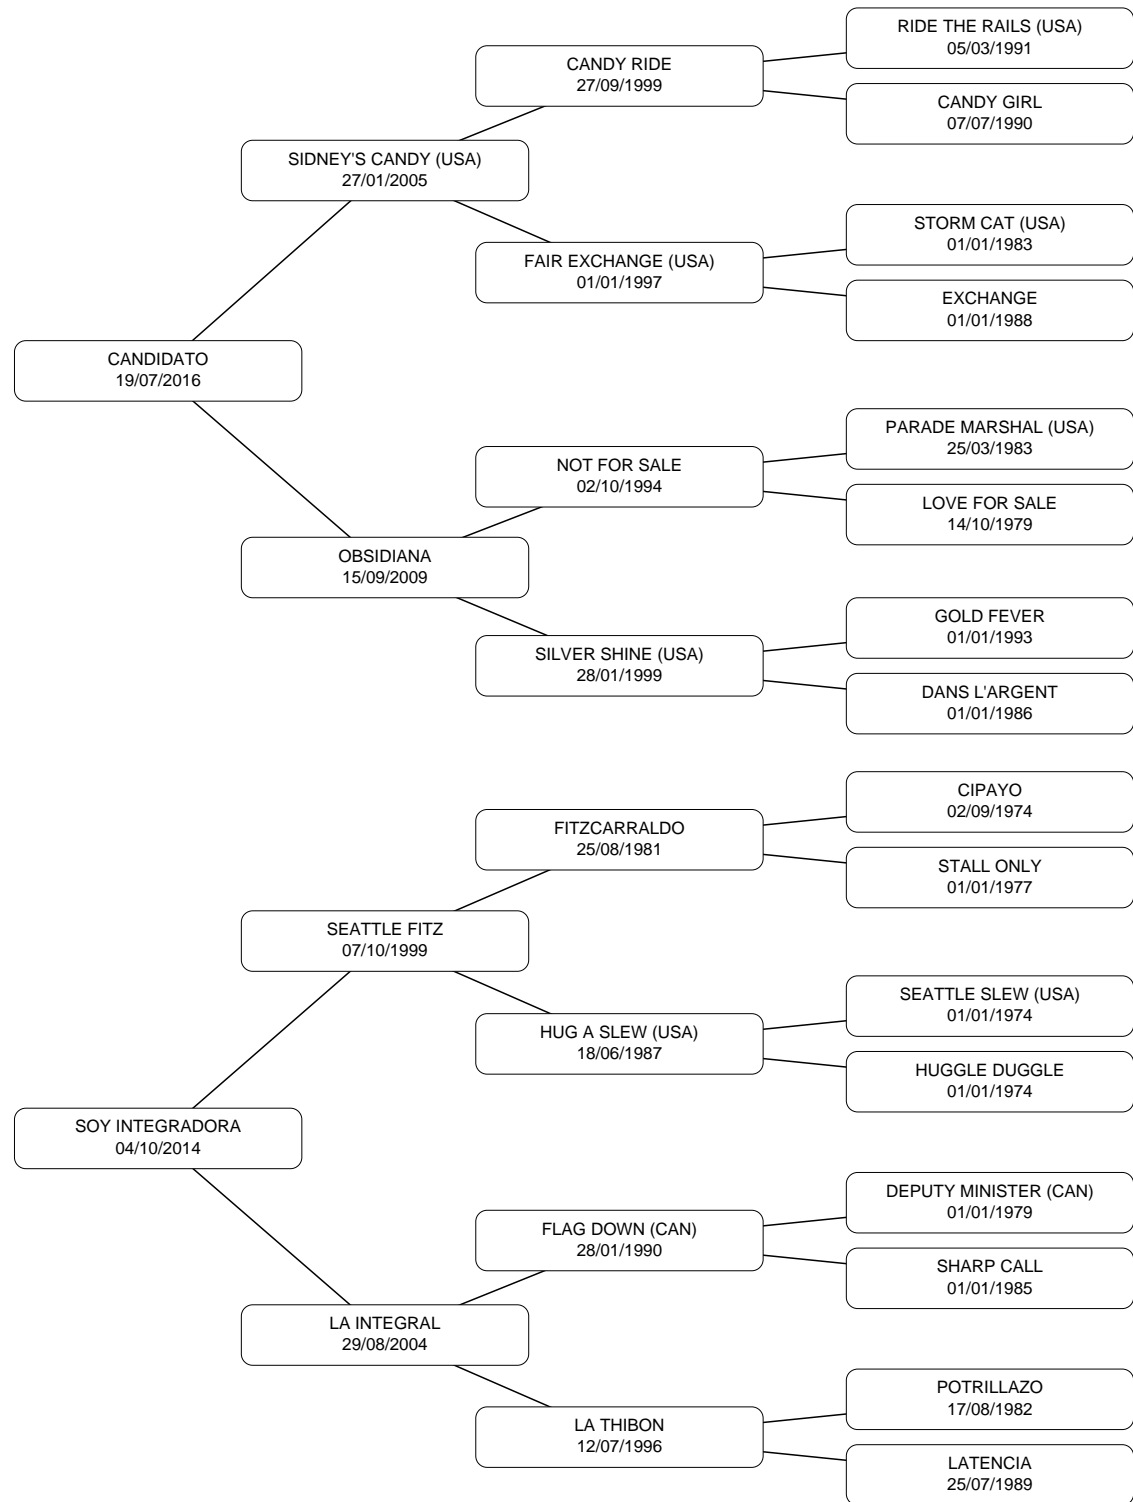 RIDE THE RAILS (USA)
05/03/1991
CANDY RIDE
27/09/1999
CANDY GIRL
07/07/1990
SIDNEY'S CANDY (USA)
27/01/2005
STORM CAT (USA)
01/01/1983
FAIR EXCHANGE (USA)
01/01/1997
EXCHANGE
01/01/1988
CANDIDATO
19/07/2016
PARADE MARSHAL (USA)
25/03/1983
NOT FOR SALE
02/10/1994
LOVE FOR SALE
14/10/1979
OBSIDIANA
15/09/2009
GOLD FEVER
01/01/1993
SILVER SHINE (USA)
28/01/1999
DANS L'ARGENT
01/01/1986
CIPAYO
02/09/1974
FITZCARRALDO
25/08/1981
STALL ONLY
01/01/1977
SEATTLE FITZ
07/10/1999
SEATTLE SLEW (USA)
01/01/1974
HUG A SLEW (USA)
18/06/1987
HUGGLE DUGGLE
01/01/1974
SOY INTEGRADORA
04/10/2014
DEPUTY MINISTER (CAN)
01/01/1979
FLAG DOWN (CAN)
28/01/1990
SHARP CALL
01/01/1985
LA INTEGRAL
29/08/2004
POTRILLAZO
17/08/1982
LA THIBON
12/07/1996
LATENCIA
25/07/1989